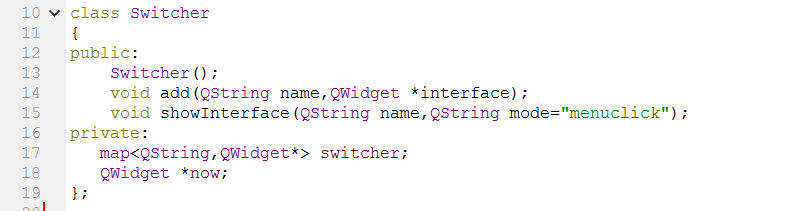 10 class Switcher
11 {
12 public:
13     Switcher();
14     void add(QString name,QWidget *interface);
15     void showInterface(QString name,QString mode="menuclick");
16 private:
17    map<QString,QWidget*> switcher;
18    QWidget *now;
19 };